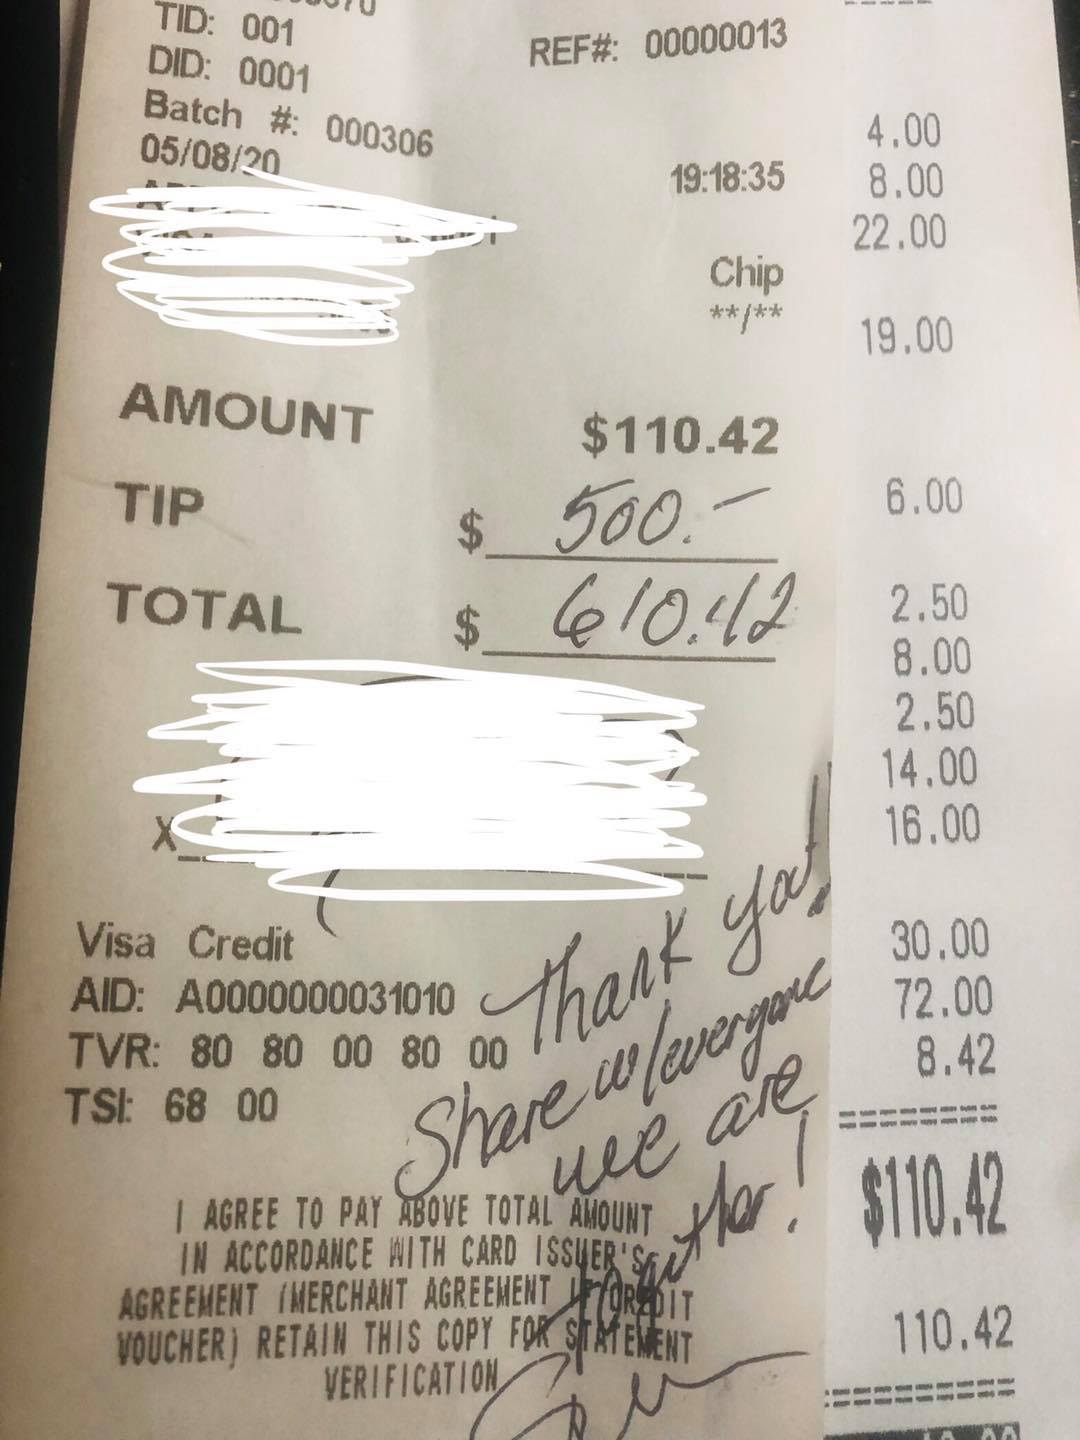 TID: 001
DID: 0001
REF#: 00000013
Batch #: 000306
05/08/20
19:18:35
Chip
**/**
AMOUNT $110.42
TIP $ 500.-
TOTAL $ 610.42
X
Visa Credit
AID: A0000000031010
TVR: 80 80 00 80 00
TSI: 68 00
Thank you!
Share w/everyone
we are
together!
I AGREE TO PAY ABOVE TOTAL AMOUNT
IN ACCORDANCE WITH CARD ISSUER'S
AGREEMENT (MERCHANT AGREEMENT IF CREDIT
VOUCHER) RETAIN THIS COPY FOR STATEMENT
VERIFICATION
4.00
8.00
22.00
19.00
6.00
2.50
8.00
2.50
14.00
16.00
30.00
72.00
8.42
========
$110.42
110.42
==========